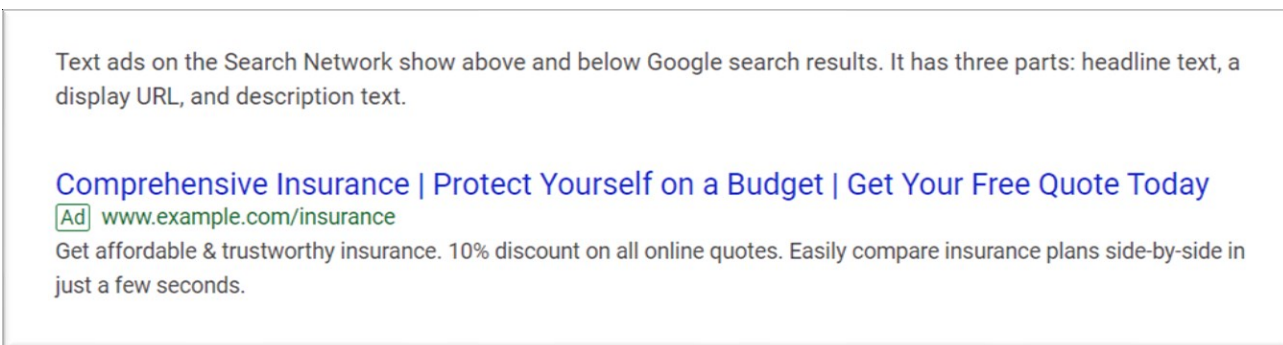 Text ads on the Search Network show above and below Google search results. It has three parts: headline text, a
display URL, and description text.
Comprehensive Insurance | Protect Yourself on a Budget | Get Your Free Quote Today
Ad www.example.com/insurance
Get affordable & trustworthy insurance. 10% discount on all online quotes. Easily compare insurance plans side-by-side in
just a few seconds.